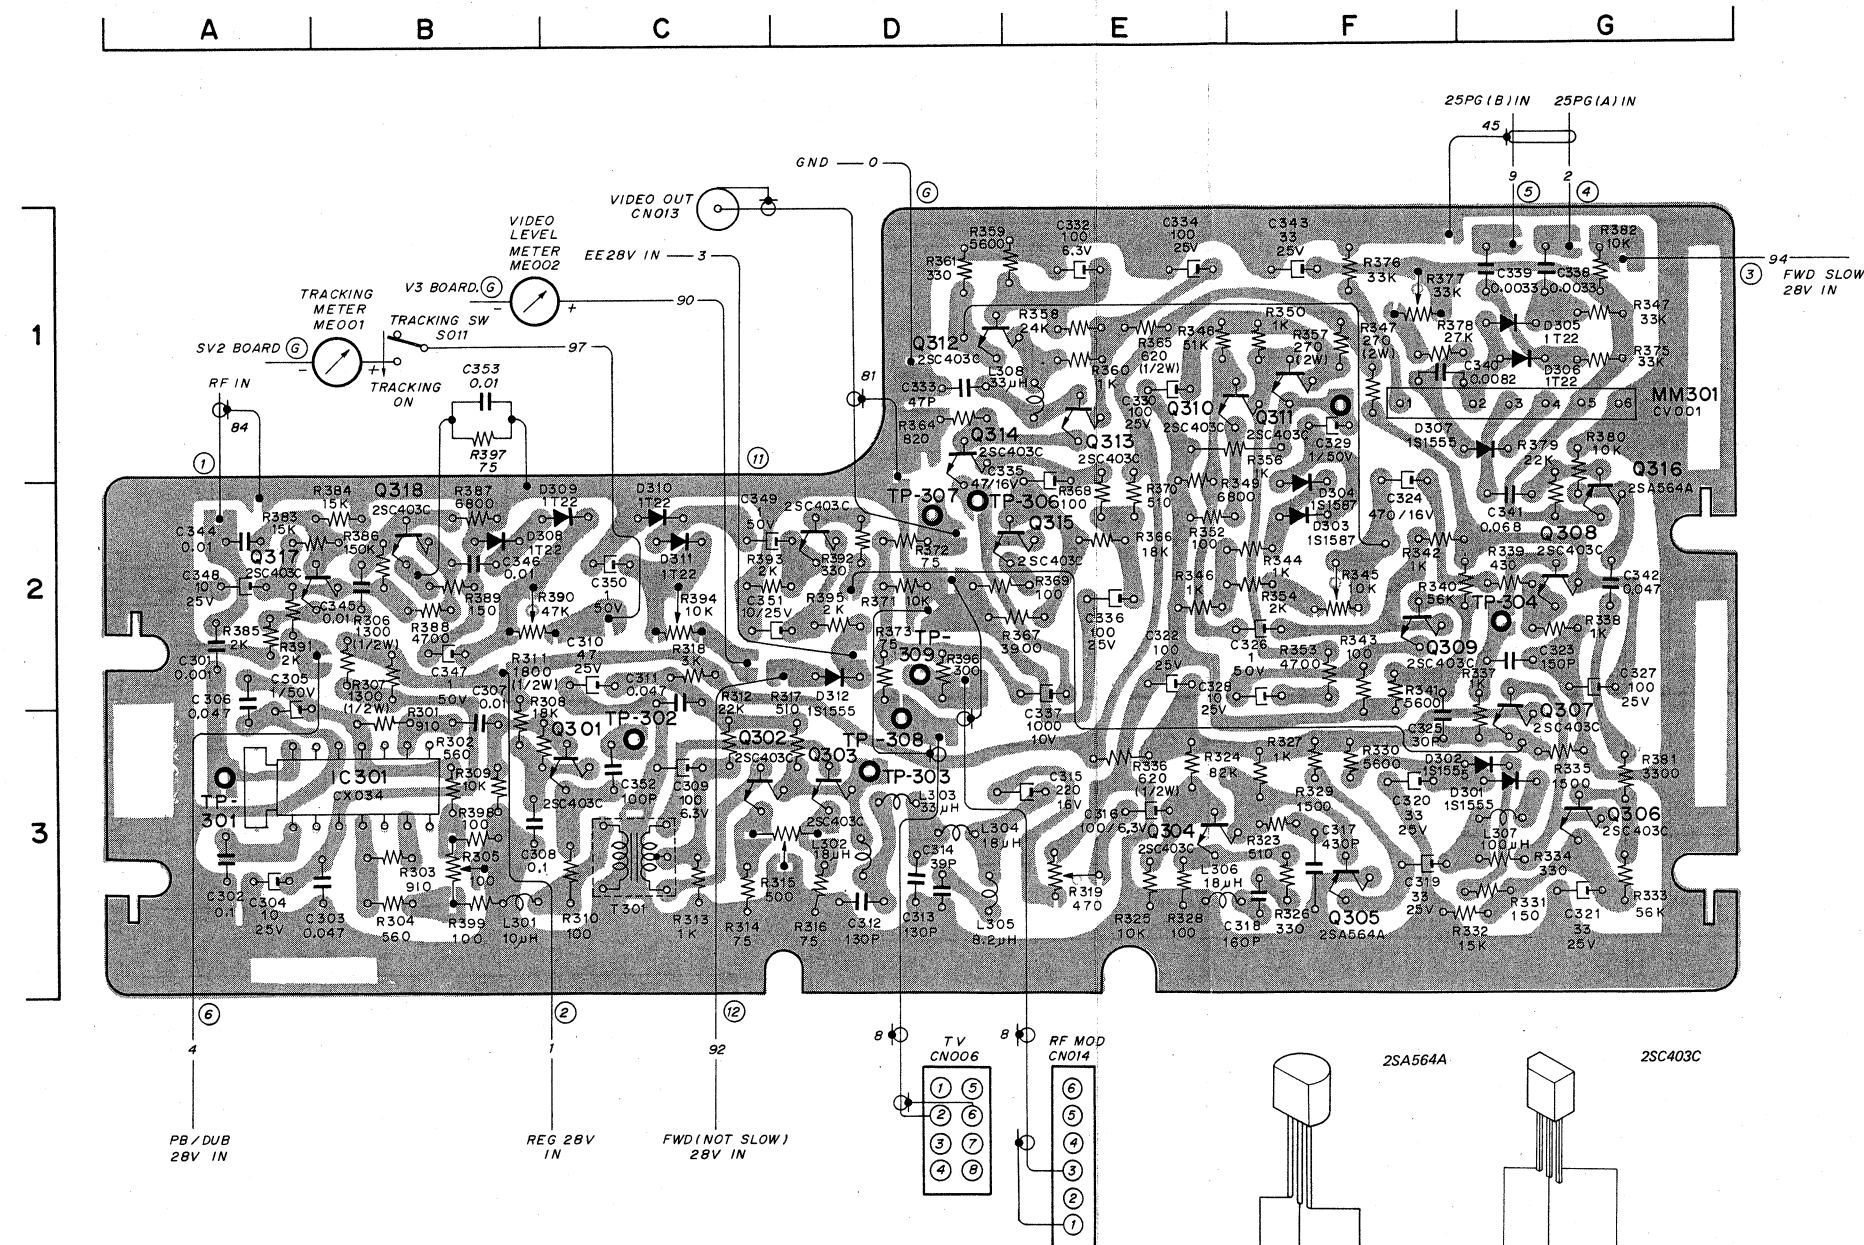 A B C D E F G
25PG(B)IN 25PG(A)IN
45
GND — 0
9 2
G 5 4
VIDEO OUT
CN013
VIDEO
LEVEL
METER
ME002
EE28V IN — 3
94
3 FWD SLOW
28V IN
V3 BOARD G
90
TRACKING
METER
ME001
TRACKING SW
S011
97
SV2 BOARD G
TRACKING
ON
RF IN
84
81
C353
0.01
R397
75
1
1
11
R359
5600
C332
100
6.3V
C334
100
25V
C343
33
25V
R382
10K
R361
330
R376
33K
R377
33K
C339
0.0033
C338
0.0033
R347
33K
R358
24K
R365
620
(1/2W)
R348
51K
R350
1K
R357
270
(2W)
R347
270
(2W)
R378
27K
D305
1T22
Q312
2SC403C
L308
33µH
R360
1K
C340
0.0082
D306
1T22
R375
33K
C333
47P
C330
100
25V
Q310
2SC403C
Q311
2SC403C
1 2 3 4 5 6
MM301
CV001
R364
820
Q314
2SC403C
Q313
2SC403C
C329
1/50V
D307
1S1555
R379
22K
R380
10K
R356
1K
Q316
2SA564A
C335
47/16V
TP-307
TP-306
R368
100
R370
510
R349
6800
D304
1S1587
D303
1S1587
C324
470/16V
C341
0.068
2
R384
15K
Q318
2SC403C
R387
6800
D309
1T22
D310
1T22
C349
1
50V
2SC403C
Q315
2SC403C
Q308
2SC403C
C344
0.01
R383
15K
R386
150K
D308
1T22
D311
1T22
R372
75
R366
18K
R352
100
R344
1K
R342
1K
R339
430
Q317
2SC403C
C348
10
25V
C346
0.01
C350
1
50V
R393
2K
R392
330
R369
100
R346
1K
R354
2K
R345
10K
R340
56K
C342
0.047
C345
0.01
R389
150
R390
47K
R394
10K
C351
10/25V
R395
2K
R371
10K
C336
100
25V
TP-304
R338
1K
R385
2K
R391
2K
R306
1300
(1/2W)
R388
4700
C310
47
25V
R318
3K
R373
75
TP-
309
R396
300
R367
3900
C322
100
25V
C326
1
50V
R353
4700
R343
100
Q309
2SC403C
C323
150P
C301
0.001
C347
1
50V
R311
1800
(1/2W)
C311
0.047
D312
1S1555
C328
10
25V
R341
5600
R337
1K
C327
100
25V
C306
0.047
C305
1/50V
R307
1300
(1/2W)
C307
0.01
R308
18K
R312
22K
R317
510
C337
1000
10V
C325
30P
Q307
2SC403C
R301
910
Q301
TP-302
Q302
2SC403C
Q303
TP-308
R302
560
R336
620
(1/2W)
R324
82K
R327
1K
R330
5600
D302
1S1555
R335
1500
R381
3300
3
TP-
301
IC301
CX034
R309
10K
2SC403C
C352
100P
C309
100
6.3V
TP-303
L303
33µH
C315
220
16V
R329
1500
C320
33
25V
D301
1S1555
R398
100
2SC403C
C316
100/6.3V
Q304
2SC403C
L307
100µH
Q306
2SC403C
L302
18µH
C314
39P
L304
18µH
R323
510
C317
430P
R303
910
R305
100
C308
0.1
R315
500
R319
470
L306
18µH
C319
33
25V
R334
330
C302
0.1
C304
10
25V
C303
0.047
R304
560
R399
100
L301
10µH
R310
100
T301
R313
1K
R314
75
R316
75
C312
130P
C313
130P
L305
8.2µH
R325
10K
R328
100
C318
160P
R326
330
Q305
2SA564A
R332
15K
R331
150
C321
33
25V
R333
56K
6 2 12
4 1 92
8 TV
CN006
8 RF MOD
CN014
2SA564A 2SC403C
1 5
2 6
3 7
4 8
6
5
4
3
2
1
PB/DUB
28V IN
REG 28V
IN
FWD(NOT SLOW)
28V IN